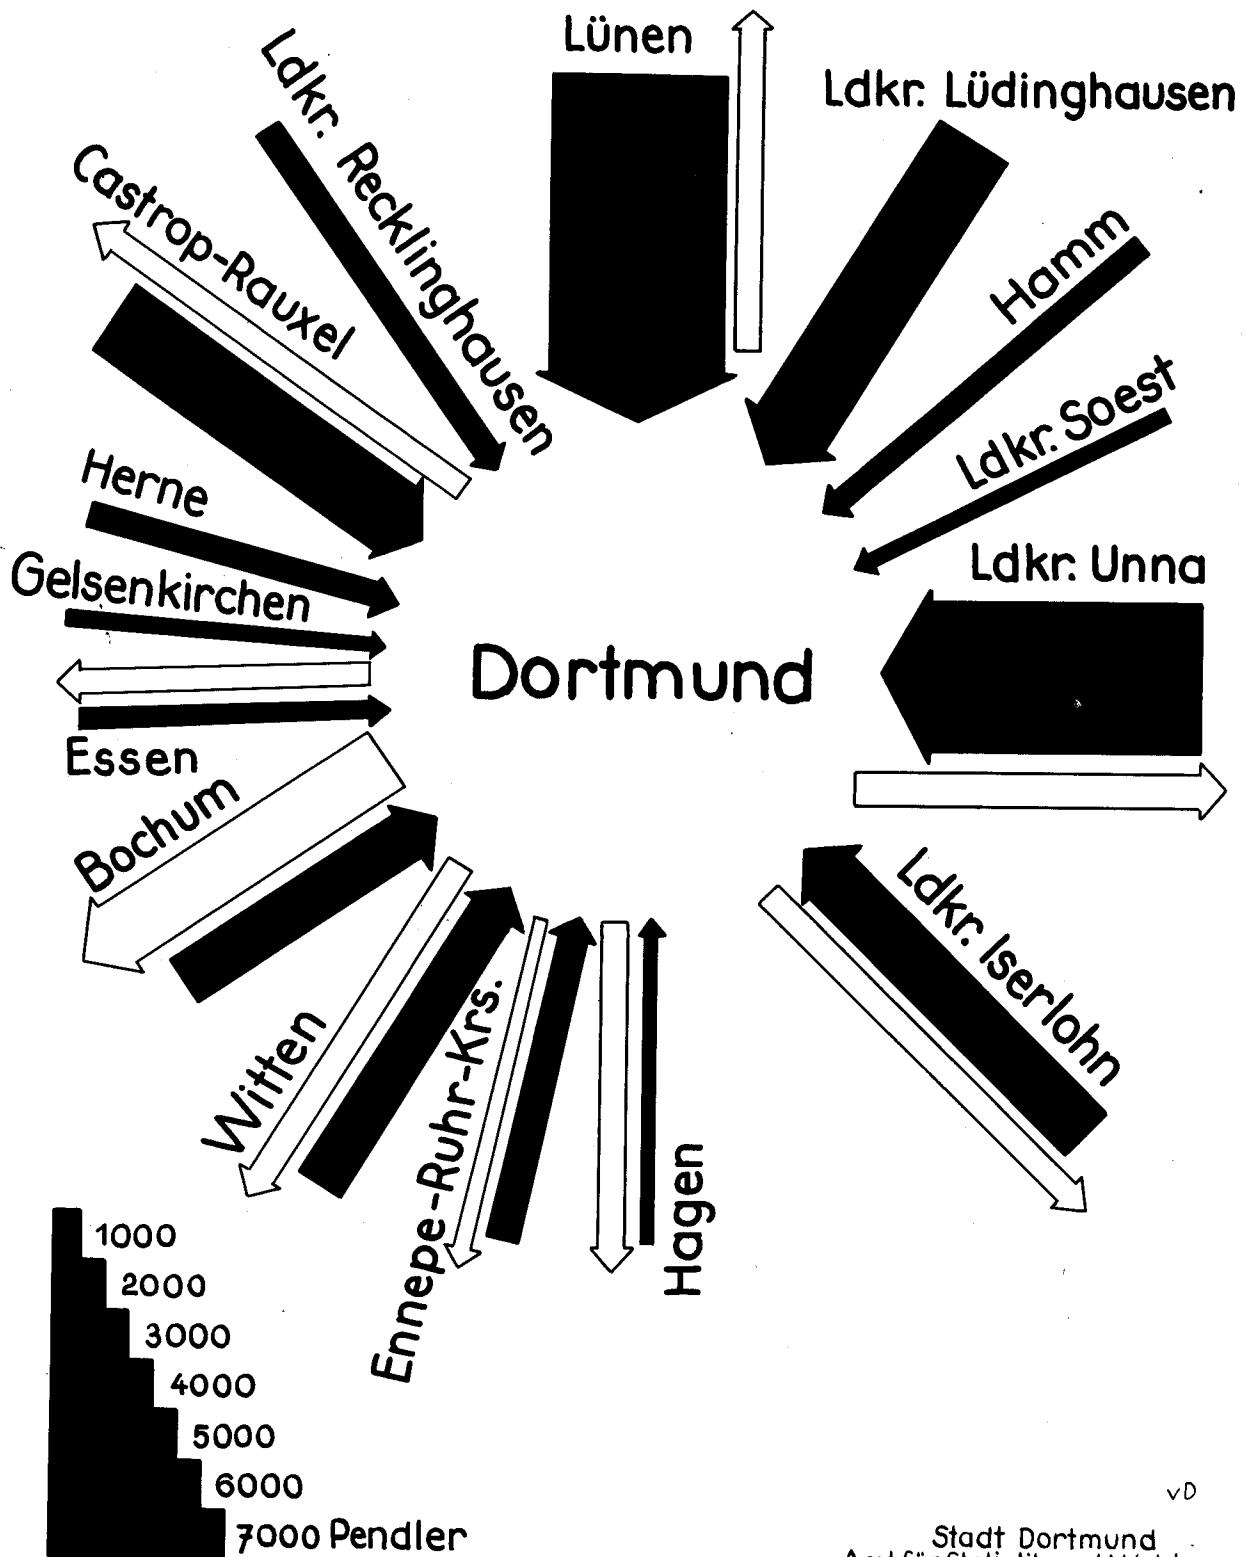 Lünen
Ldkr. Lüdinghausen
Ldkr. Recklinghausen
Castrop-Rauxel
Hamm
Ldkr. Soest
Herne
Gelsenkirchen
Ldkr. Unna
Dortmund
Essen
Bochum
Ldkr. Iserlohn
Witten
Ennepe-Ruhr-Krs.
Hagen
1000
2000
3000
4000
5000
6000
7000 Pendler
vD
Stadt Dortmund